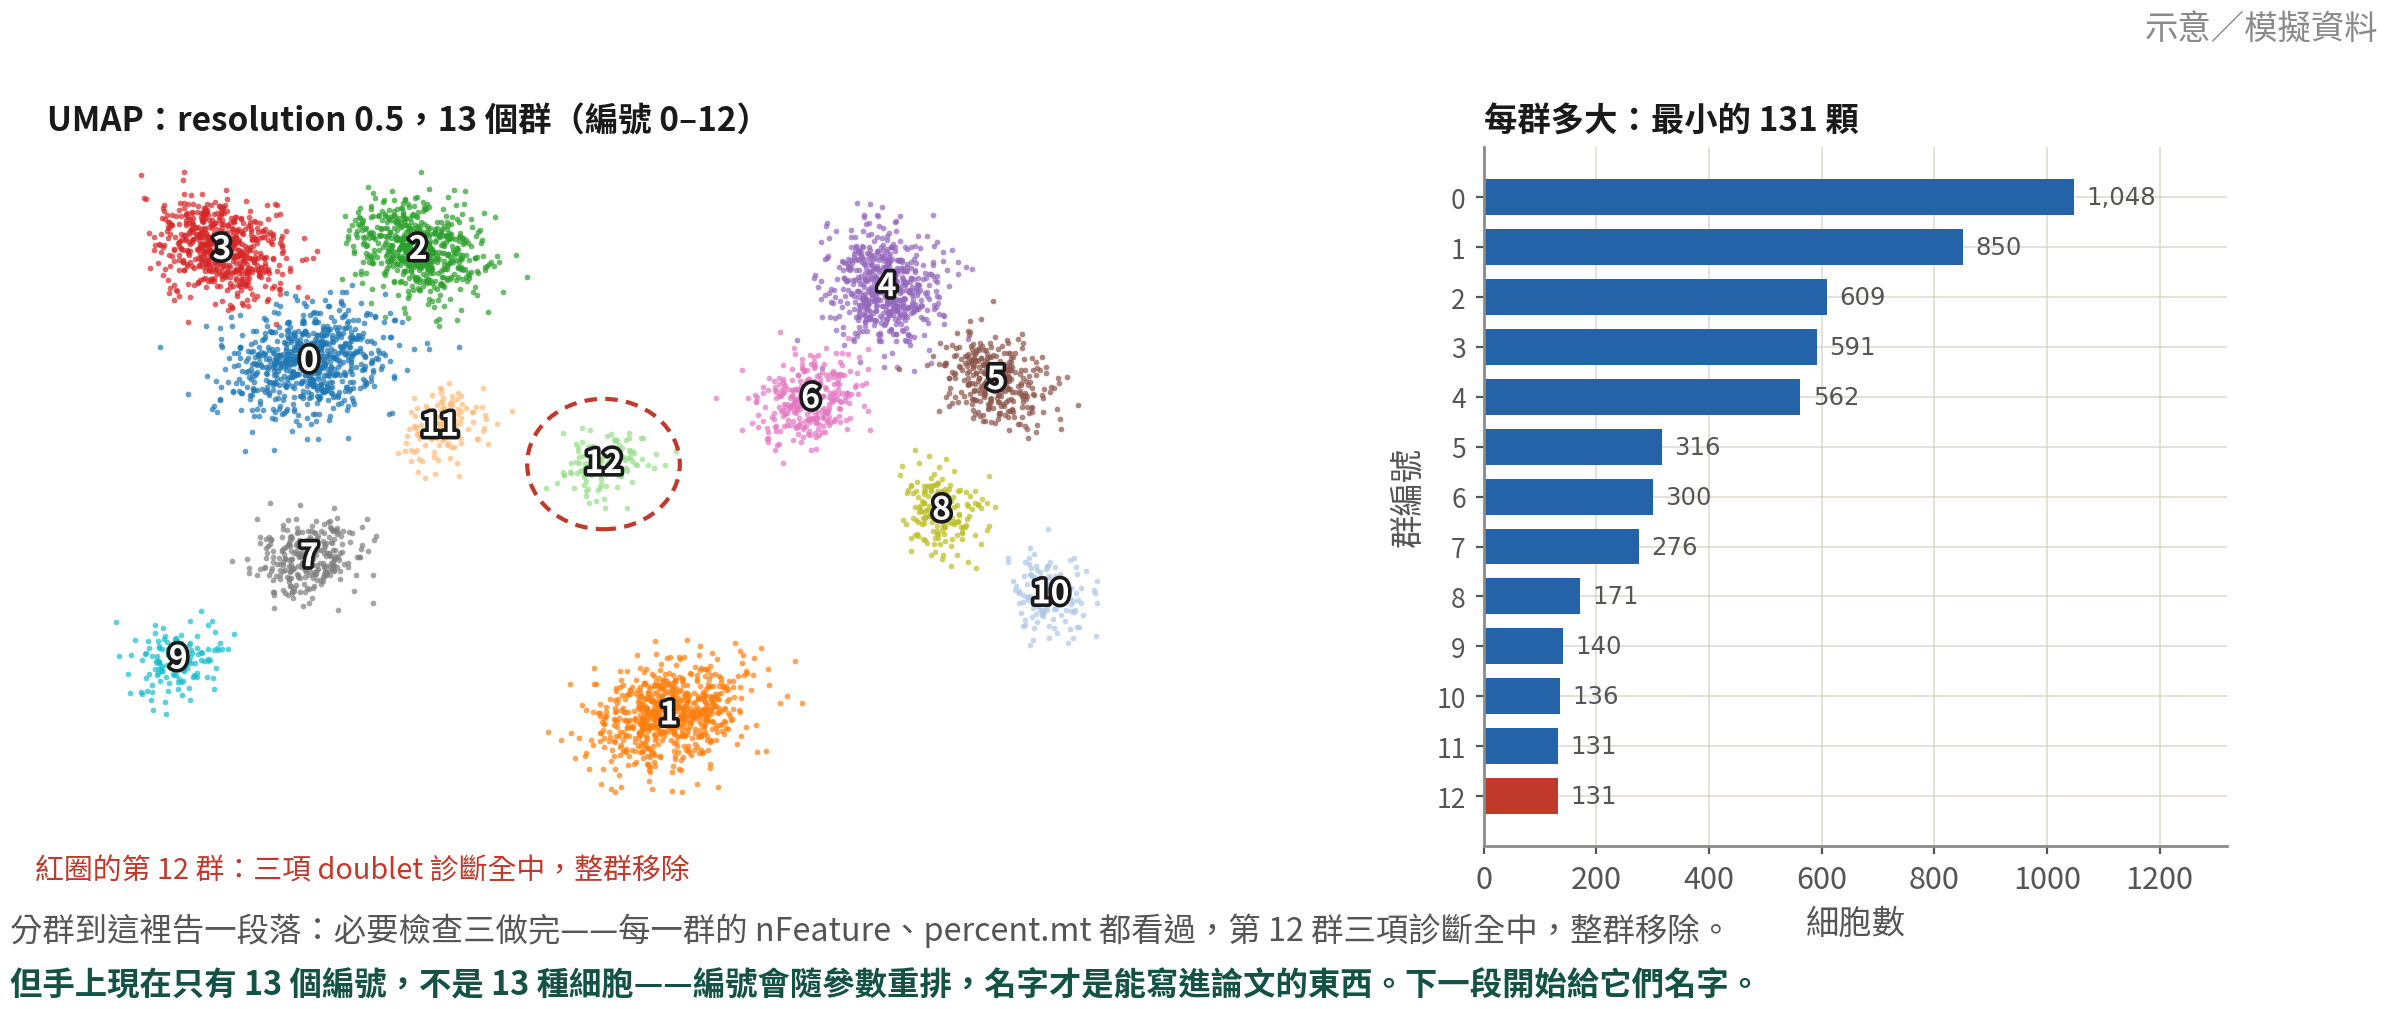 示意／模擬資料
UMAP：resolution 0.5，13 個群（編號 0–12）
3
2
4
0
5
6
11
12
8
7
10
9
1
紅圈的第 12 群：三項 doublet 診斷全中，整群移除
每群多大：最小的 131 顆
群編號
0 1,048
1 850
2 609
3 591
4 562
5 316
6 300
7 276
8 171
9 140
10 136
11 131
12 131
0 200 400 600 800 1000 1200
細胞數
分群到這裡告一段落：必要檢查三做完——每一群的 nFeature、percent.mt 都看過，第 12 群三項診斷全中，整群移除。
但手上現在只有 13 個編號，不是 13 種細胞——編號會隨參數重排，名字才是能寫進論文的東西。下一段開始給它們名字。